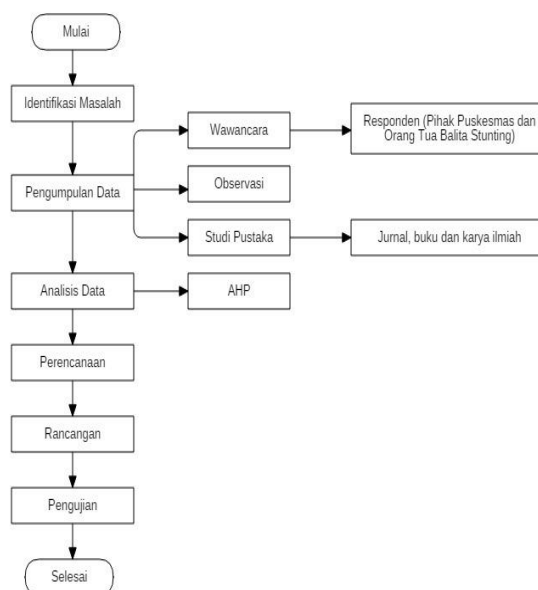 Mulai
Identifikasi Masalah
Wawancara
Responden (Pihak Puskesmas dan
Orang Tua Balita Stunting)
Pengumpulan Data
Observasi
Studi Pustaka
Jurnal, buku dan karya ilmiah
Analisis Data
AHP
Perencanaan
Rancangan
Pengujian
Selesai